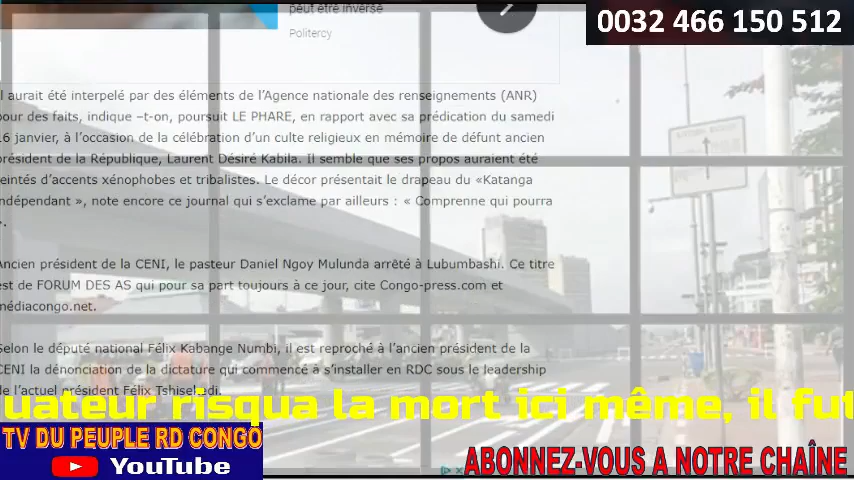 peut être inversé
Politercy
0032 466 150 512
l aurait été interpelé par des éléments de l'Agence nationale des renseignements (ANR)
pour des faits, indique –t-on, poursuit LE PHARE, en rapport avec sa prédication du samedi
16 janvier, à l'occasion de la célébration d'un culte religieux en mémoire de défunt ancien
président de la République, Laurent Désiré Kabila. Il semble que ses propos auraient été
teintés d'accents xénophobes et tribalistes. Le décor présentait le drapeau du «Katanga
indépendant », note encore ce journal qui s'exclame par ailleurs : « Comprenne qui pourra
».
Ancien président de la CENI, le pasteur Daniel Ngoy Mulunda arrêté à Lubumbashi. Ce titre
est de FORUM DES AS qui pour sa part toujours à ce jour, cite Congo-press.com et
médiacongo.net.
Selon le député national Félix Kabange Numbi, il est reproché à l'ancien président de la
CENI la dénonciation de la dictature qui commencé à s'installer en RDC sous le leadership
de l'actuel président Félix Tshisekedi.
uateur risqua la mort ici même, il fut
TV DU PEUPLE RD CONGO
YouTube
ABONNEZ-VOUS A NOTRE CHAÎNE